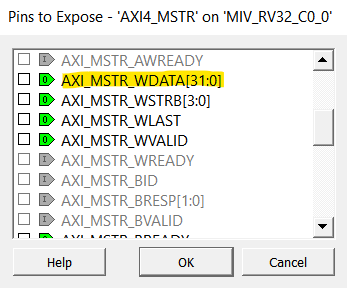 Pins to Expose - 'AXI4_MSTR' on 'MIV_RV32_C0_0'
I AXI_MSTR_AWREADY
O AXI_MSTR_WDATA[31:0]
O AXI_MSTR_WSTRB[3:0]
O AXI_MSTR_WLAST
O AXI_MSTR_WVALID
I AXI_MSTR_WREADY
I AXI_MSTR_BID
I AXI_MSTR_BRESP[1:0]
I AXI_MSTR_BVALID
AXI_MSTR_BREADY
Help OK Cancel